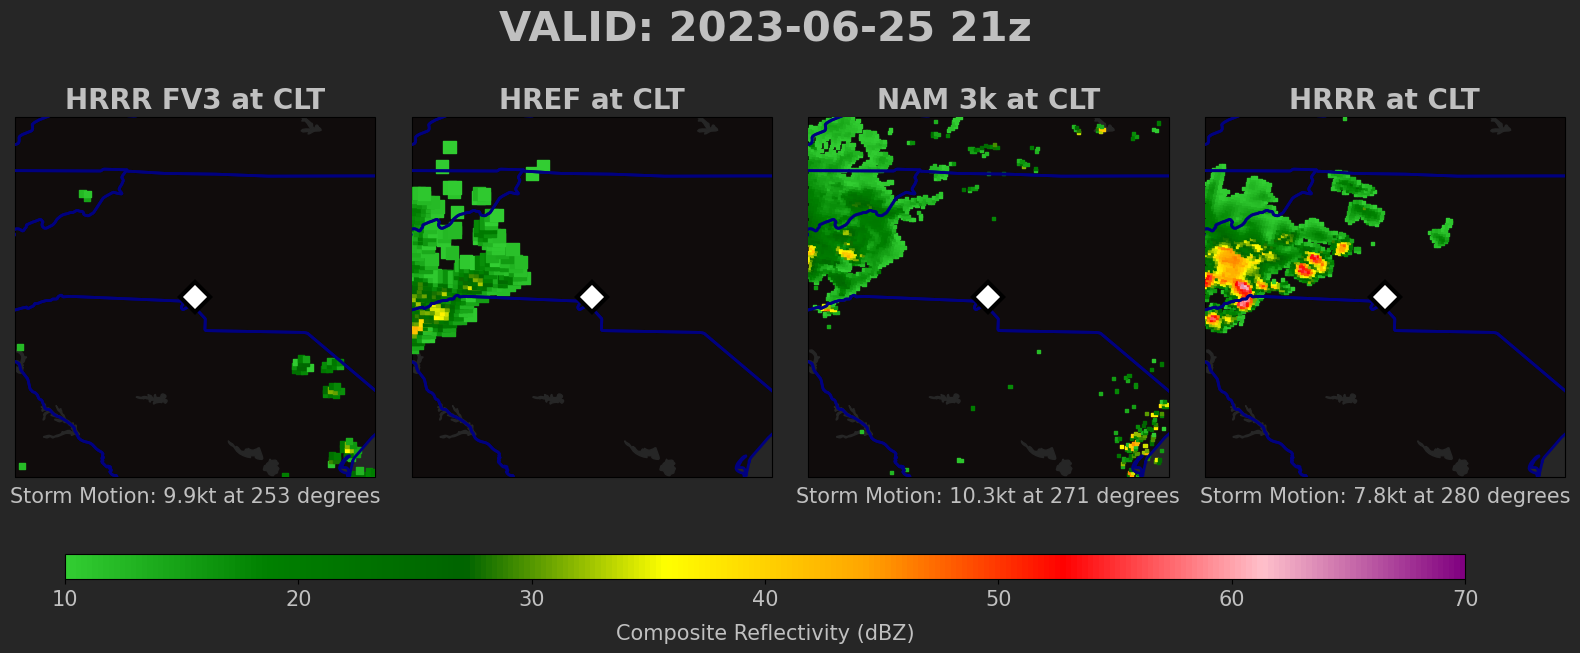 VALID: 2023-06-25 21z
HRRR FV3 at CLT
HREF at CLT
NAM 3k at CLT
HRRR at CLT
Storm Motion: 9.9kt at 253 degrees
Storm Motion: 10.3kt at 271 degrees
Storm Motion: 7.8kt at 280 degrees
10 20 30 40 50 60 70
Composite Reflectivity (dBZ)